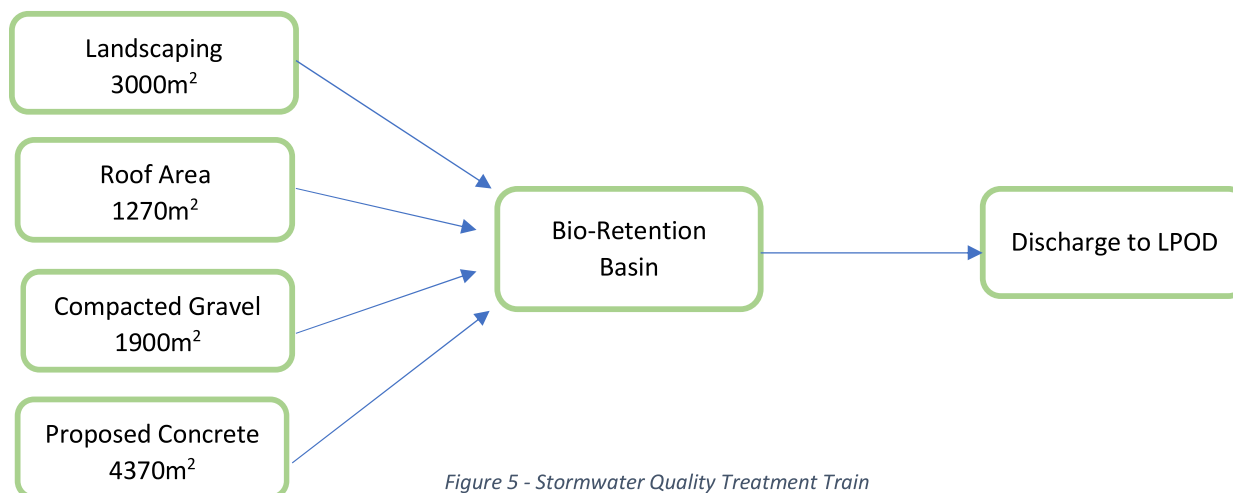 Landscaping
3000m²
Roof Area
1270m²
Compacted Gravel
1900m²
Proposed Concrete
4370m²
Bio-Retention
Basin
Discharge to LPOD
Figure 5 - Stormwater Quality Treatment Train